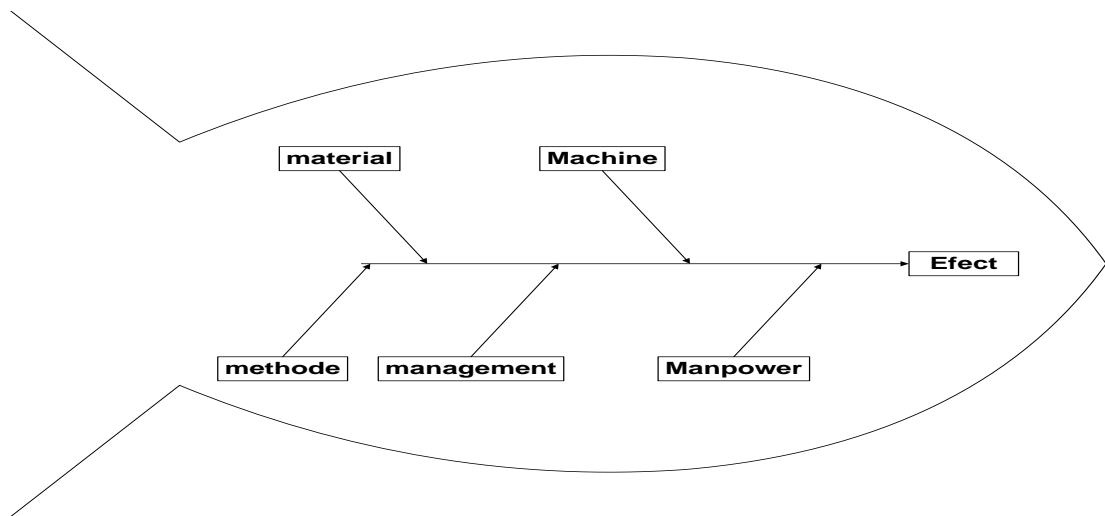 material
Machine
Efect
methode
management
Manpower